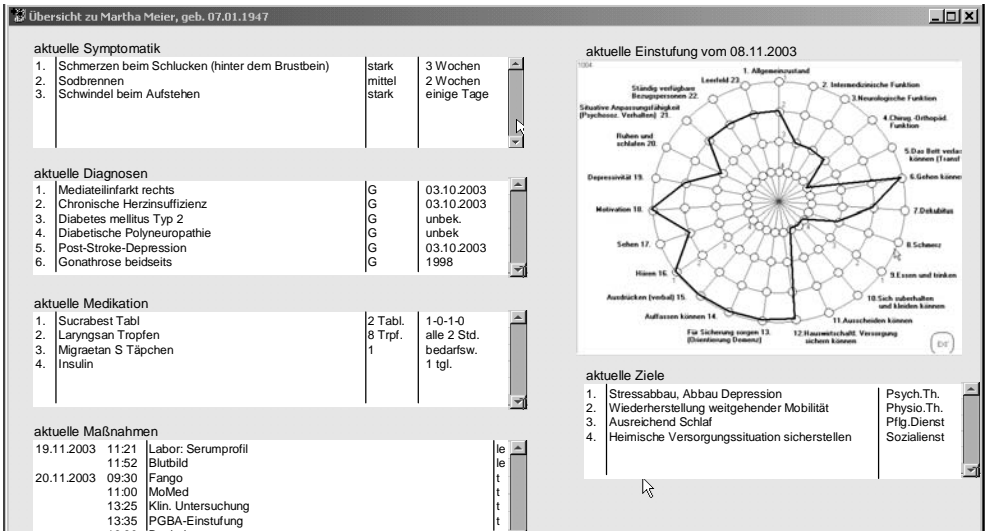 Übersicht zu Martha Meier, geb. 07.01.1947
aktuelle Symptomatik
1. Schmerzen beim Schlucken (hinter dem Brustbein) stark 3 Wochen
2. Sodbrennen mittel 2 Wochen
3. Schwindel beim Aufstehen stark einige Tage
aktuelle Diagnosen
1. Mediateilinfarkt rechts G 03.10.2003
2. Chronische Herzinsuffizienz G 03.10.2003
3. Diabetes mellitus Typ 2 G unbek.
4. Diabetische Polyneuropathie G unbek
5. Post-Stroke-Depression G 03.10.2003
6. Gonathrose beidseits G 1998
aktuelle Medikation
1. Sucrabest Tabl 2 Tabl. 1-0-1-0
2. Laryngsan Tropfen 8 Trpf. alle 2 Std.
3. Migraetan S Täpchen 1 bedarfsw.
4. Insulin 1 tgl.
aktuelle Maßnahmen
19.11.2003 11:21 Labor: Serumprofil le
11:52 Blutbild le
20.11.2003 09:30 Fango t
11:00 MoMed t
13:25 Klin. Untersuchung t
13:35 PGBA-Einstufung t
aktuelle Einstufung vom 08.11.2003
1004
1. Allgemeinzustand
2. Intermedizinische Funktion
3.Neurologische Funktion
4.Chirug.-Orthopäd.
Funktion
5.Das Bett verlas
können (Transf
6.Gehen könne
7.Dekubitus
8.Schmerz
9.Essen und trinken
10.Sich sauberhalten
und kleiden können
11.Ausscheiden können
12.Hauswirtschaftl. Versorgung
sichern können
Für Sicherung sorgen 13.
(Orientierung Demenz)
Auffassen können 14.
Ausdrücken (verbal) 15.
Hören 16.
Sehen 17.
Motivation 18.
Depressivität 19.
Ruhen und
schlafen 20.
Situative Anpassungsfähigkeit
(Psychosoz. Verhalten) 21.
Ständig verfügbare
Bezugspersonen 22.
Leerfeld 23.
EXIT
aktuelle Ziele
1. Stressabbau, Abbau Depression Psych.Th.
2. Wiederherstellung weitgehender Mobilität Physio.Th.
3. Ausreichend Schlaf Pflg.Dienst
4. Heimische Versorgungssituation sicherstellen Sozialienst